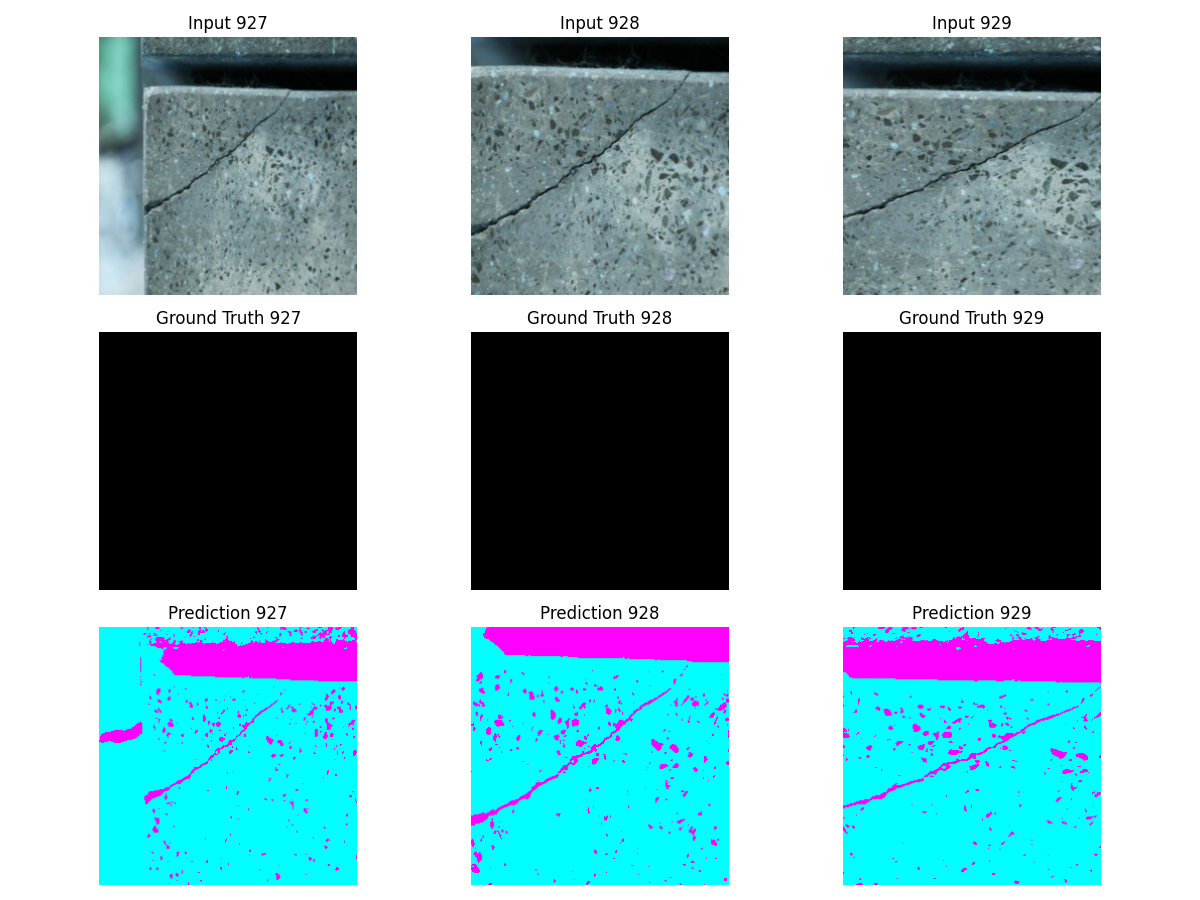 Input 927
Input 928
Input 929
Ground Truth 927
Ground Truth 928
Ground Truth 929
Prediction 927
Prediction 928
Prediction 929